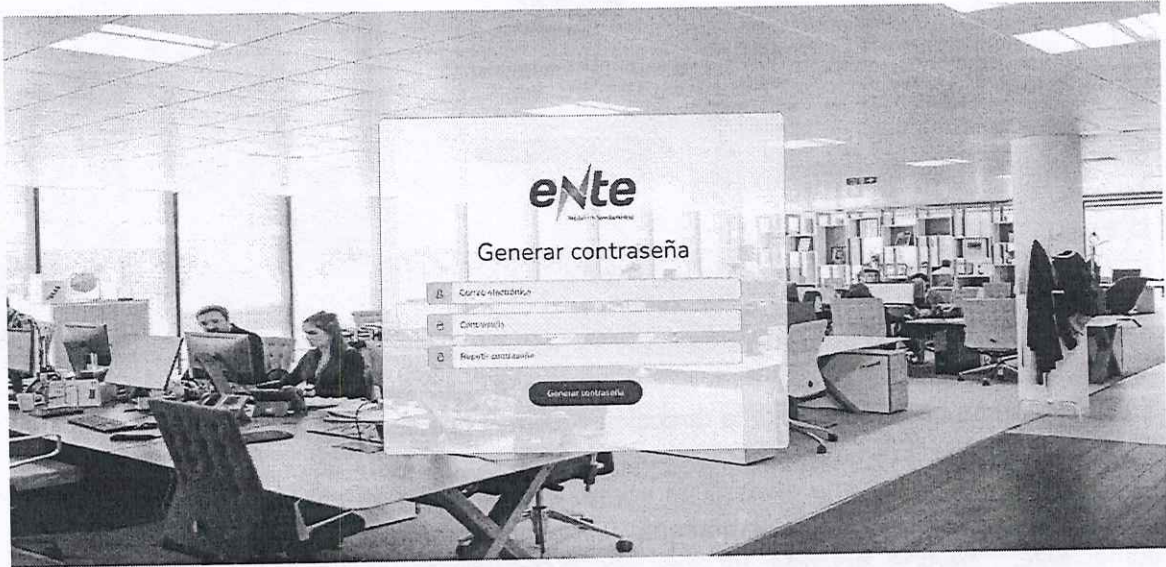 eNte
Generar contraseña
Correo electrónico
Contraseña
Repetir contraseña
Generar contraseña